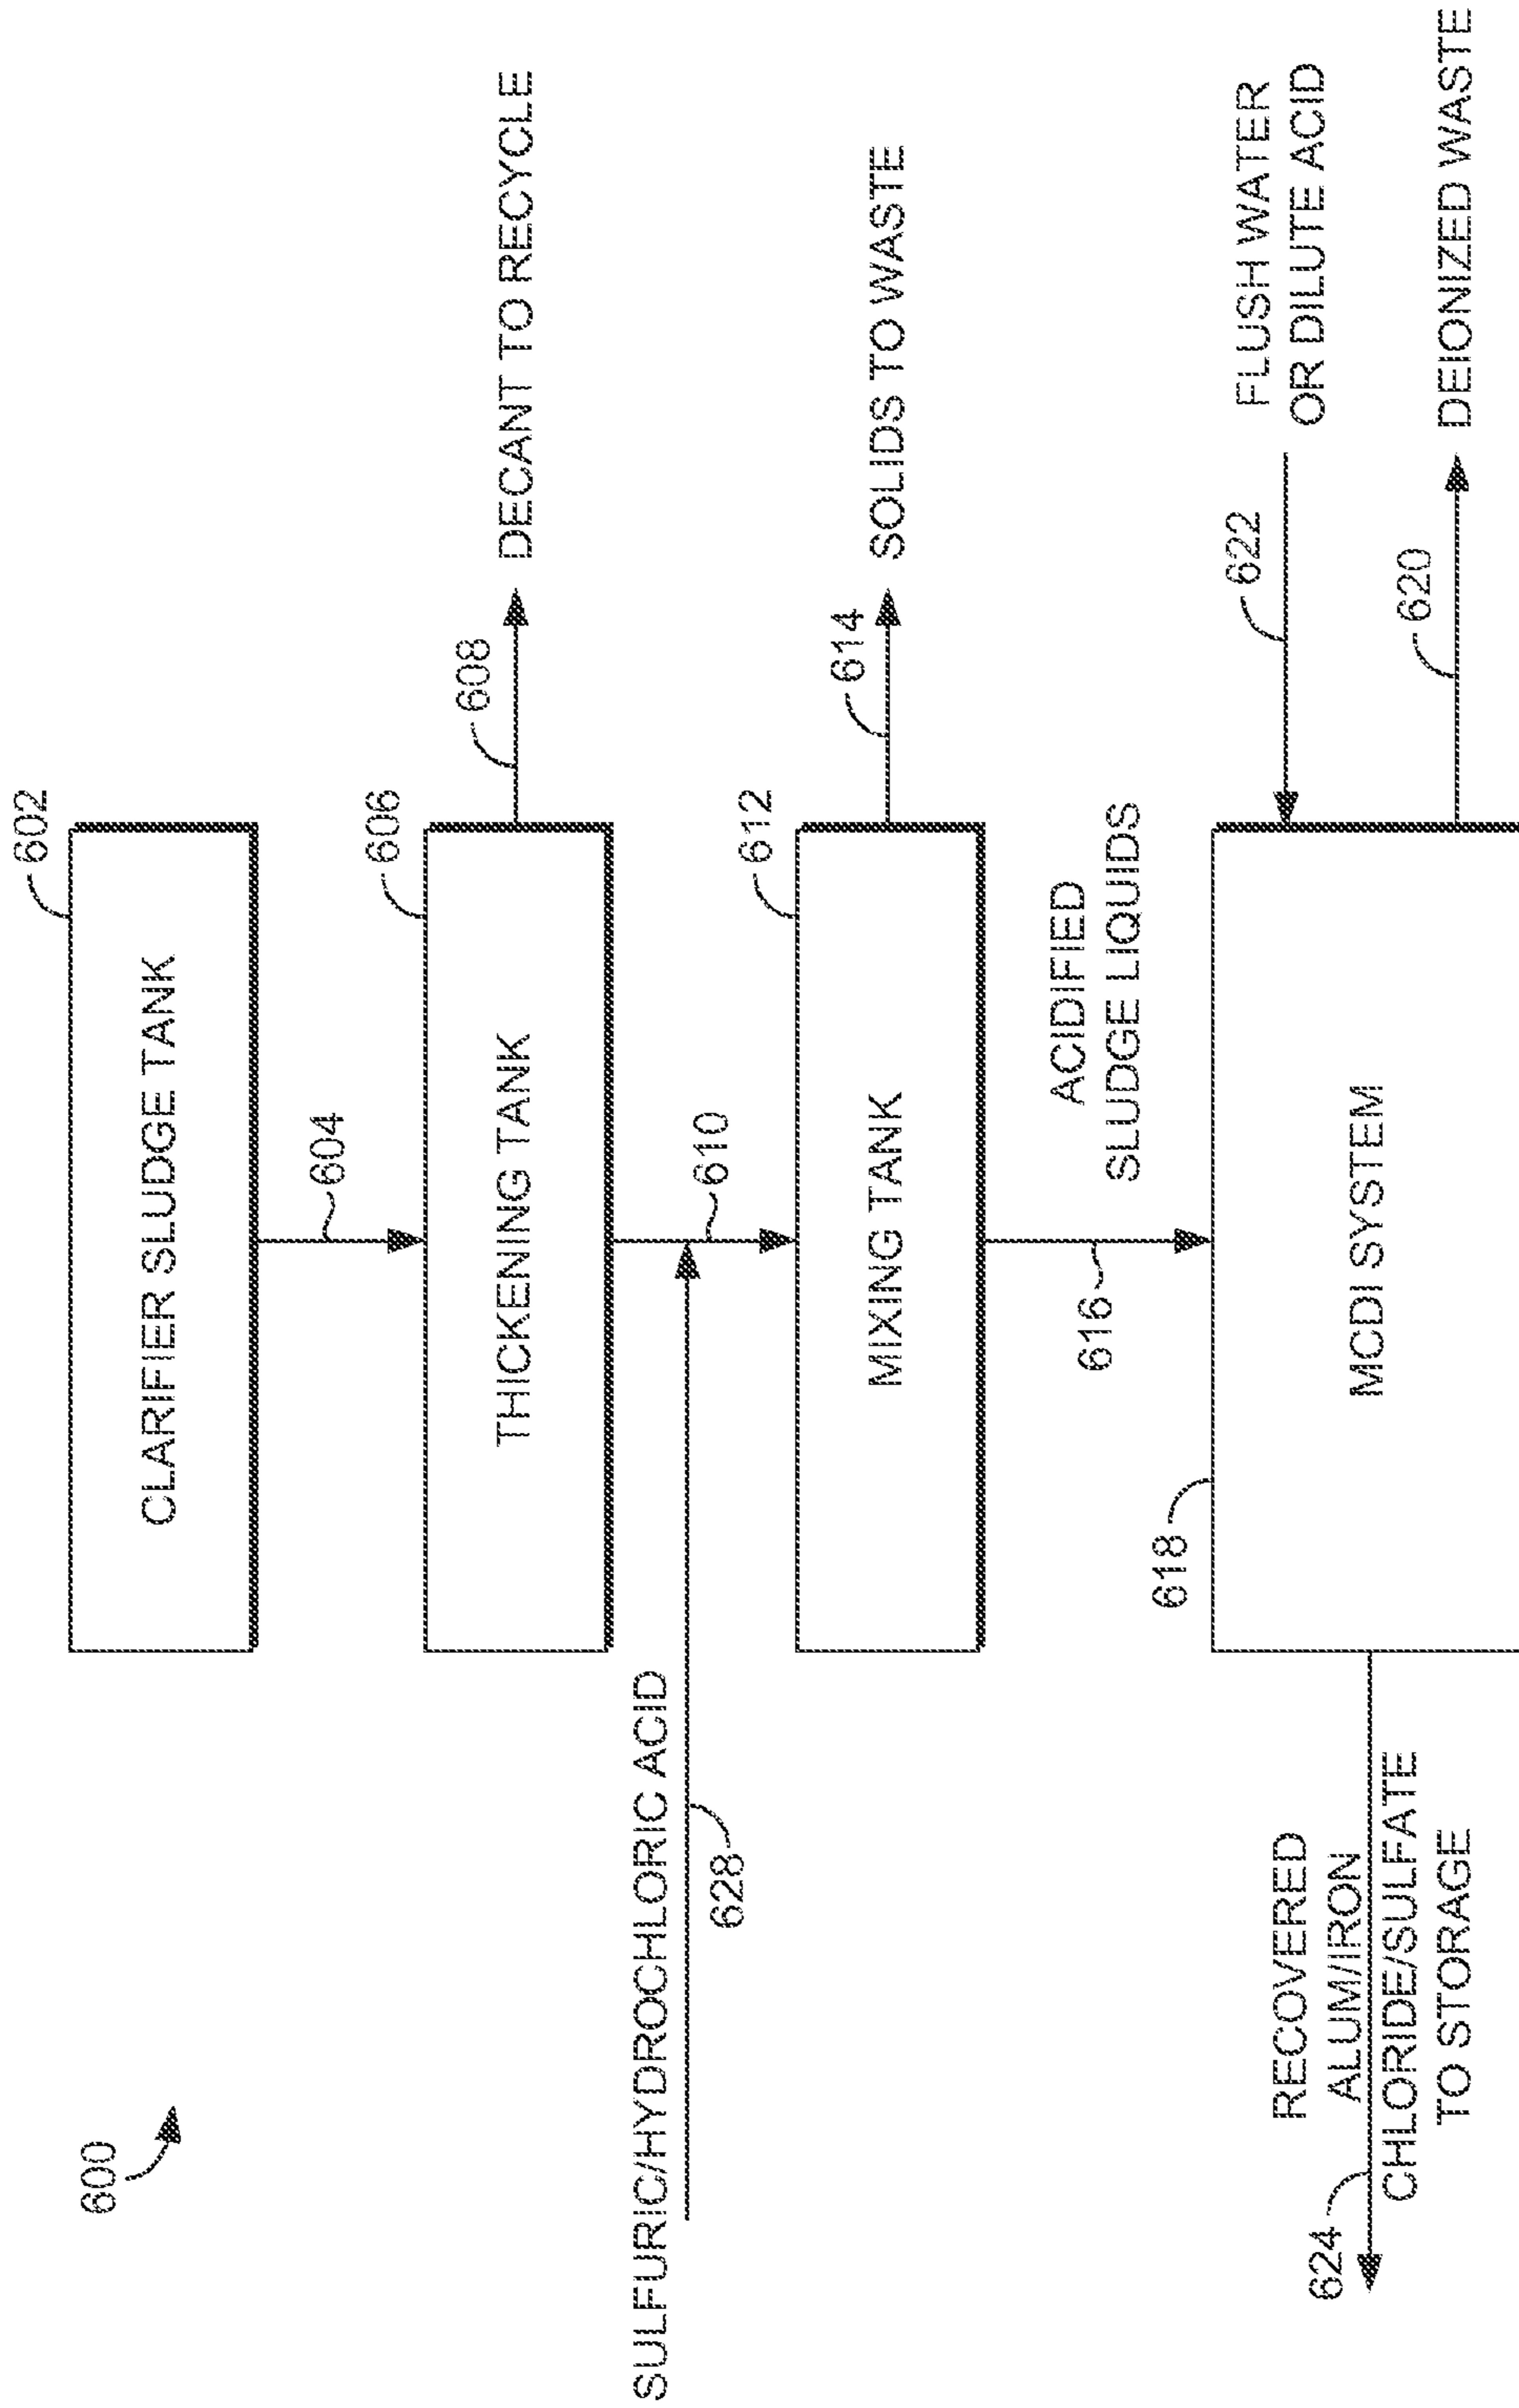 600
602
CLARIFIER SLUDGE TANK
604
606
THICKENING TANK
608
DECANT TO RECYCLE
SULFURIC/HYDROCHLORIC ACID
628
610
612
MIXING TANK
614
SOLIDS TO WASTE
616
ACIDIFIED
SLUDGE LIQUIDS
618
MCDI SYSTEM
622
FLUSH WATER
OR DILUTE ACID
620
DEIONIZED WASTE
624
RECOVERED
ALUM/IRON
CHLORIDE/SULFATE
TO STORAGE